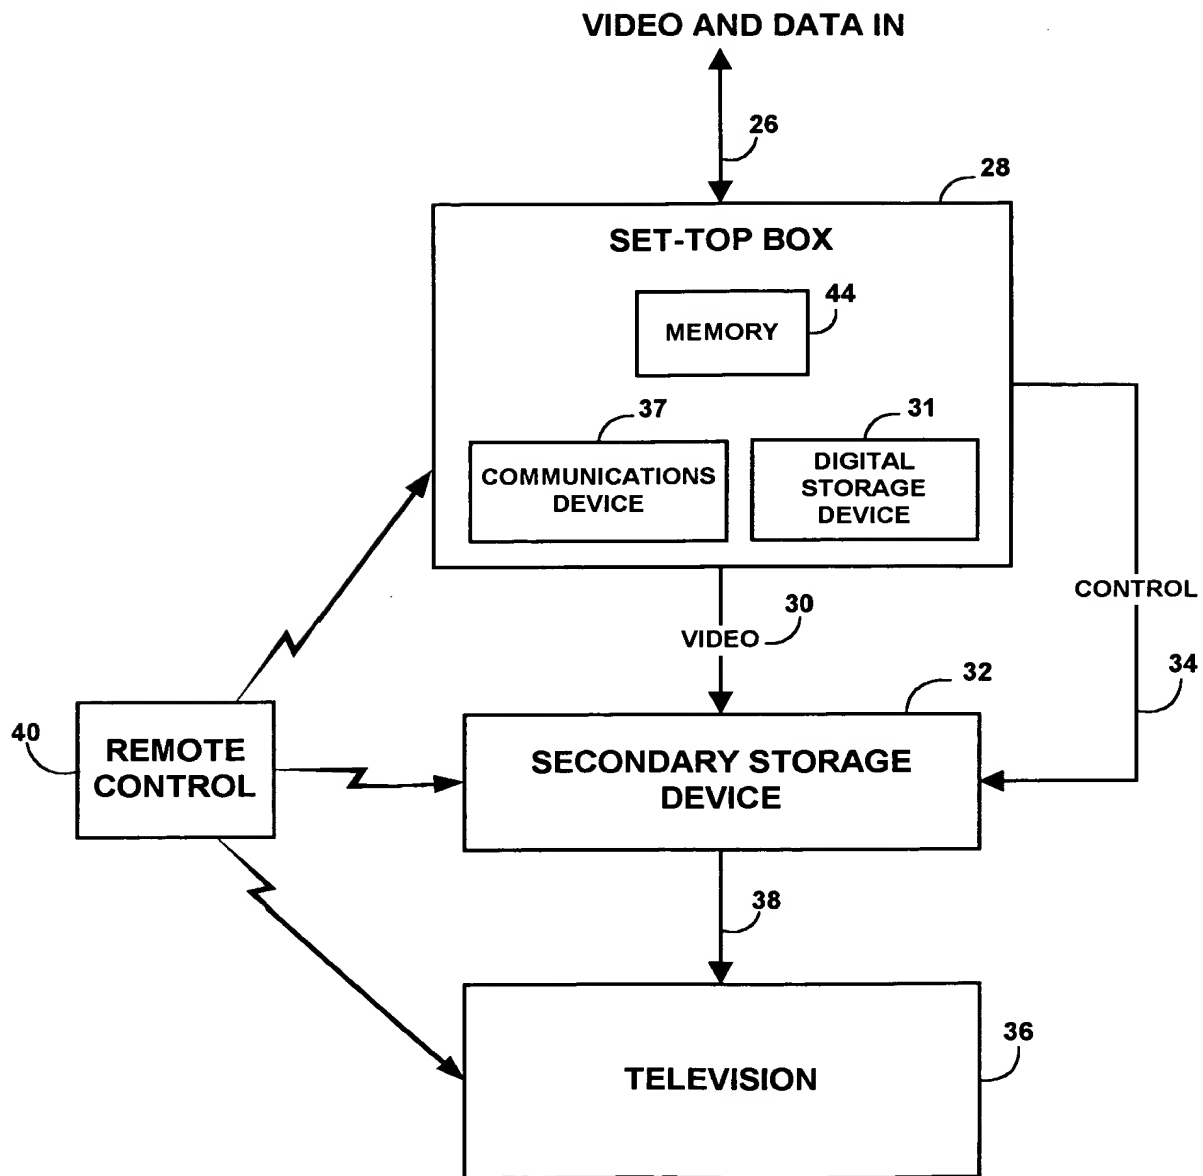 VIDEO AND DATA IN
26
28
SET-TOP BOX
44
MEMORY
37
31
COMMUNICATIONS
DEVICE
DIGITAL
STORAGE
DEVICE
CONTROL
30
VIDEO
34
32
40
REMOTE
CONTROL
SECONDARY STORAGE
DEVICE
38
36
TELEVISION